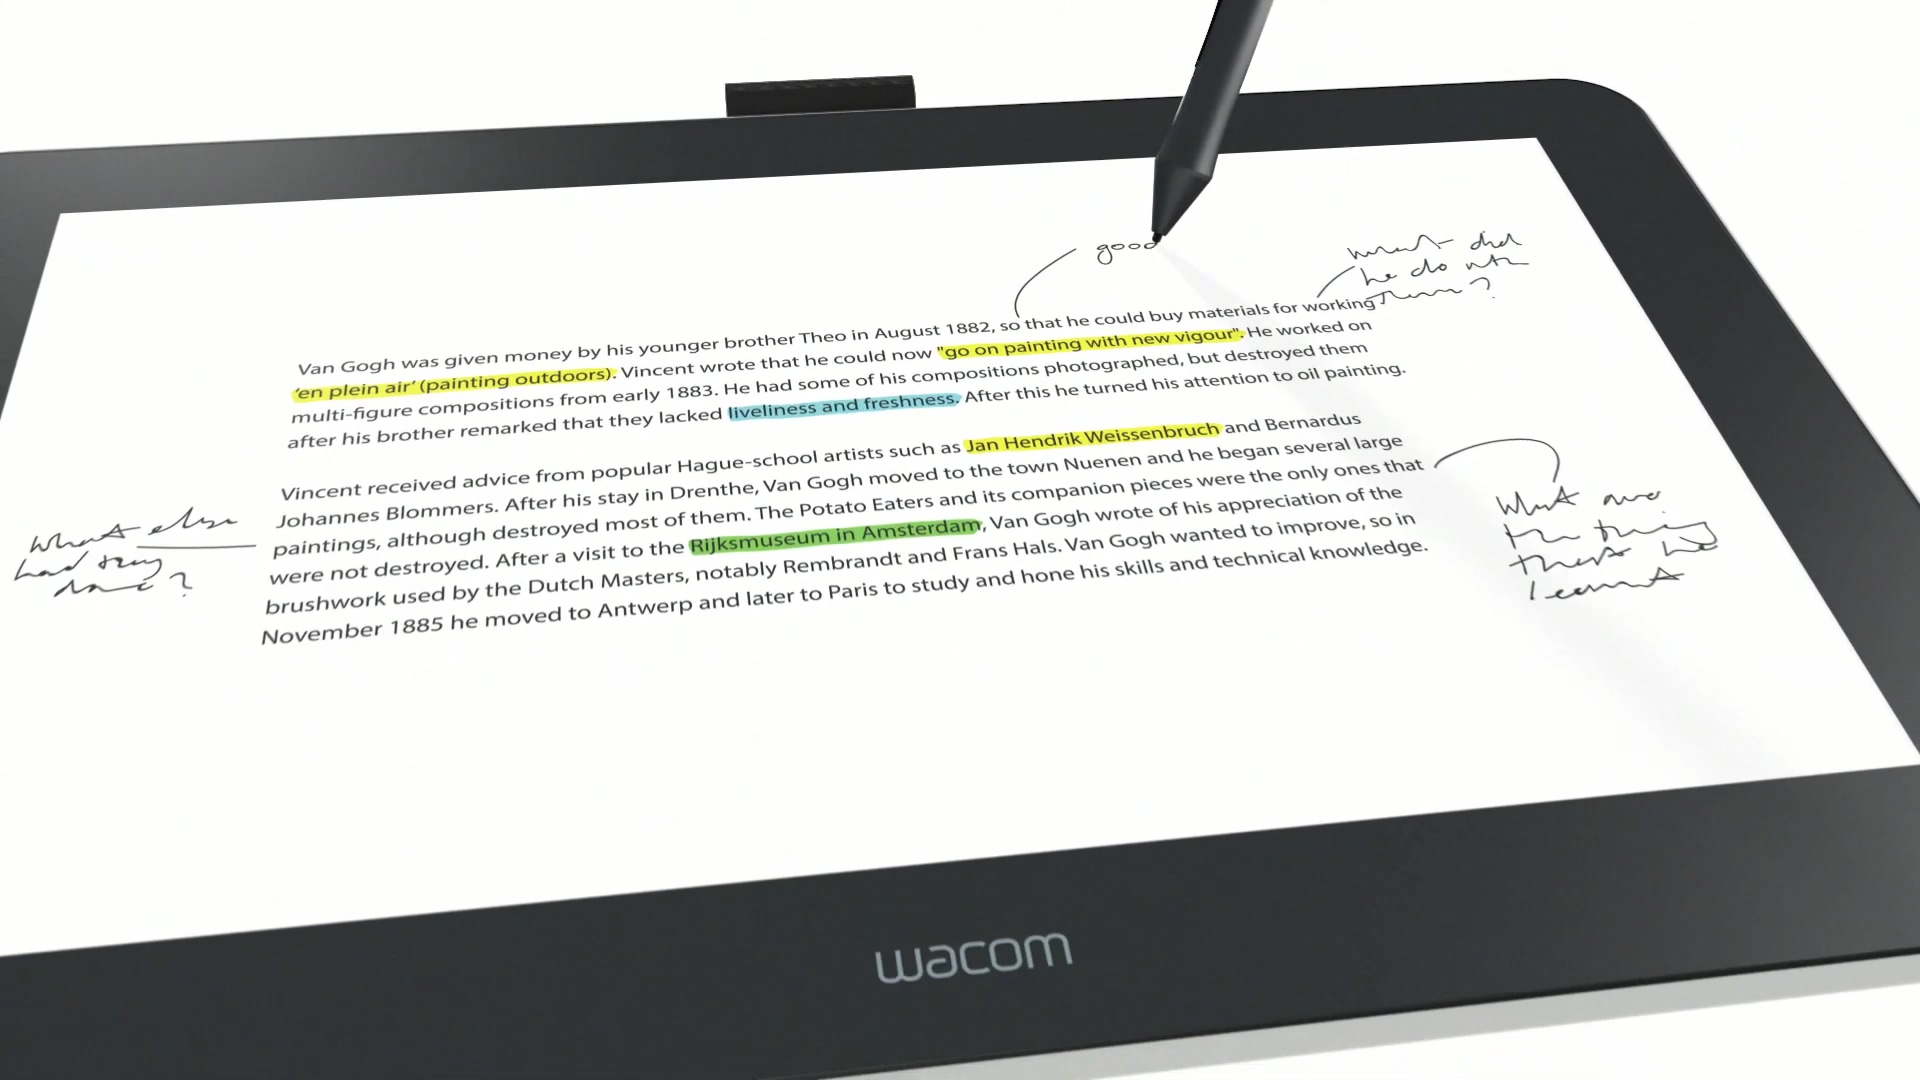 good
what did
he do with
them?
Van Gogh was given money by his younger brother Theo in August 1882, so that he could buy materials for working
'en plein air' (painting outdoors). Vincent wrote that he could now "go on painting with new vigour". He worked on
multi-figure compositions from early 1883. He had some of his compositions photographed, but destroyed them
after his brother remarked that they lacked liveliness and freshness. After this he turned his attention to oil painting.
Vincent received advice from popular Hague-school artists such as Jan Hendrik Weissenbruch and Bernardus
Johannes Blommers. After his stay in Drenthe, Van Gogh moved to the town Nuenen and he began several large
paintings, although destroyed most of them. The Potato Eaters and its companion pieces were the only ones that
were not destroyed. After a visit to the Rijksmuseum in Amsterdam, Van Gogh wrote of his appreciation of the
brushwork used by the Dutch Masters, notably Rembrandt and Frans Hals. Van Gogh wanted to improve, so in
November 1885 he moved to Antwerp and later to Paris to study and hone his skills and technical knowledge.
What else
had they
done?
What are
the things
that he
learnt
wacom